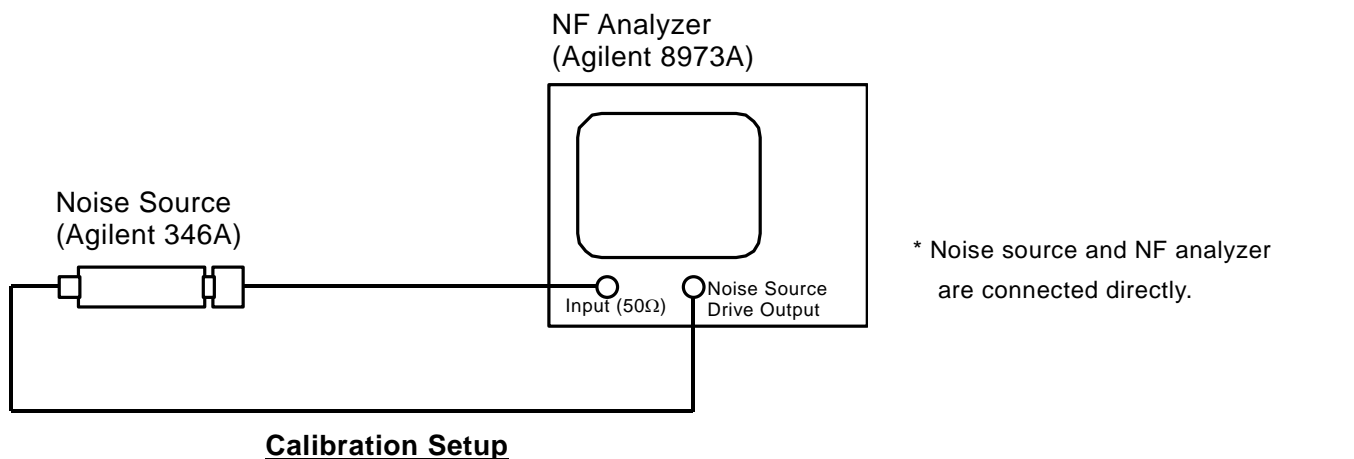 NF Analyzer
(Agilent 8973A)
Noise Source
(Agilent 346A)
Input (50Ω)
Noise Source
Drive Output
* Noise source and NF analyzer
are connected directly.
Calibration Setup